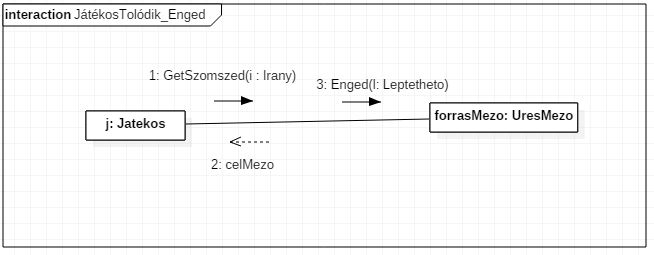 interaction JátékosTolódik_Enged
1: GetSzomszed(i : Irany)
3: Enged(l: Leptetheto)
j: Jatekos
forrasMezo: UresMezo
2: celMezo